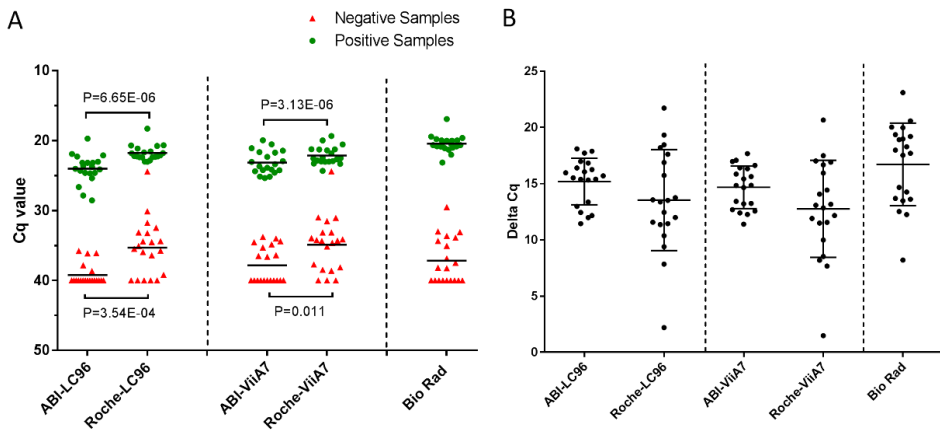 A
Negative Samples
Positive Samples
Cq value
10
20
30
40
50
P=6.65E-06
P=3.13E-06
P=3.54E-04
P=0.011
ABI-LC96
Roche-LC96
ABI-ViiA7
Roche-ViiA7
Bio Rad
B
Delta Cq
25
20
15
10
5
0
ABI-LC96
Roche-LC96
ABI-ViiA7
Roche-ViiA7
Bio Rad